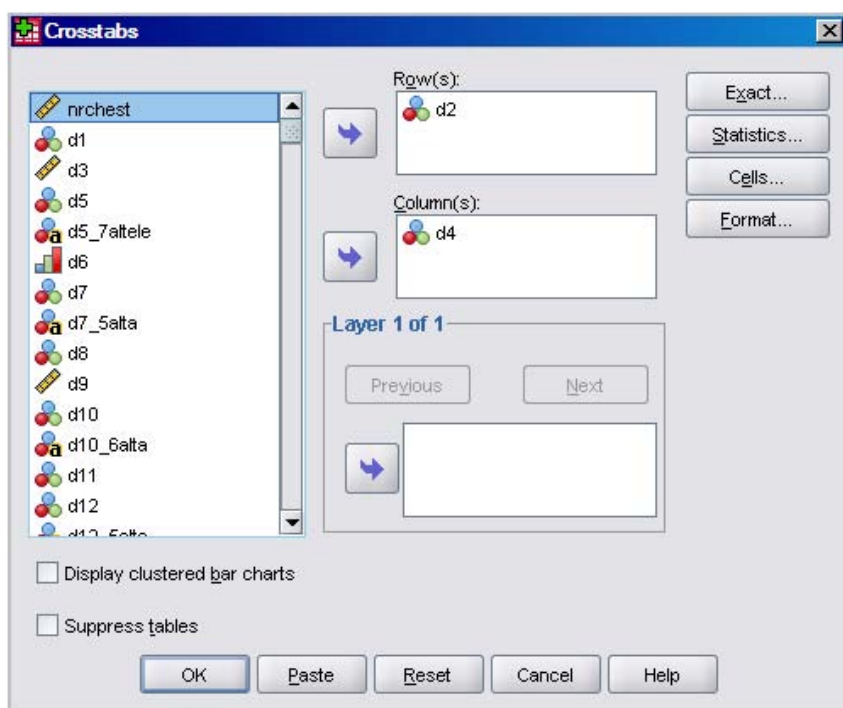 Crosstabs
nrchest
d1
d3
d5
d5_7altele
d6
d7
d7_5alta
d8
d9
d10
d10_6alta
d11
d12
Row(s):
d2
Column(s):
d4
Layer 1 of 1
Previous
Next
Exact...
Statistics...
Cells...
Format...
Display clustered bar charts
Suppress tables
OK
Paste
Reset
Cancel
Help